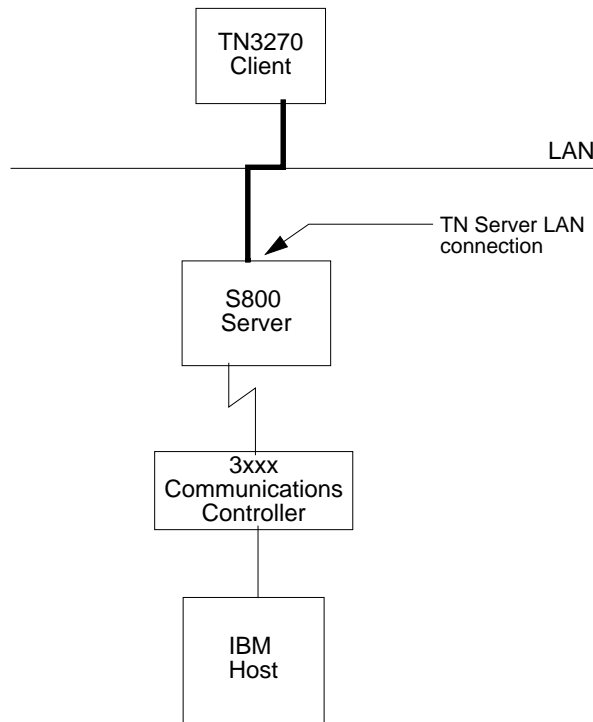 TN3270
Client
LAN
TN Server LAN
connection
S800
Server
3xxx
Communications
Controller
IBM
Host